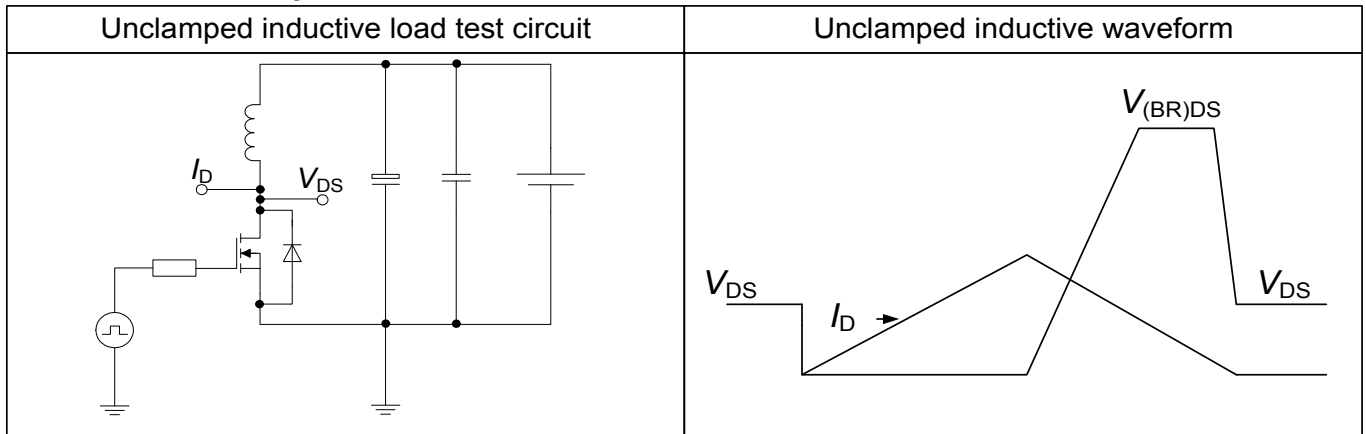 Unclamped inductive load test circuit
Unclamped inductive waveform
I_D
V_DS
V_(BR)DS
V_DS
I_D
V_DS